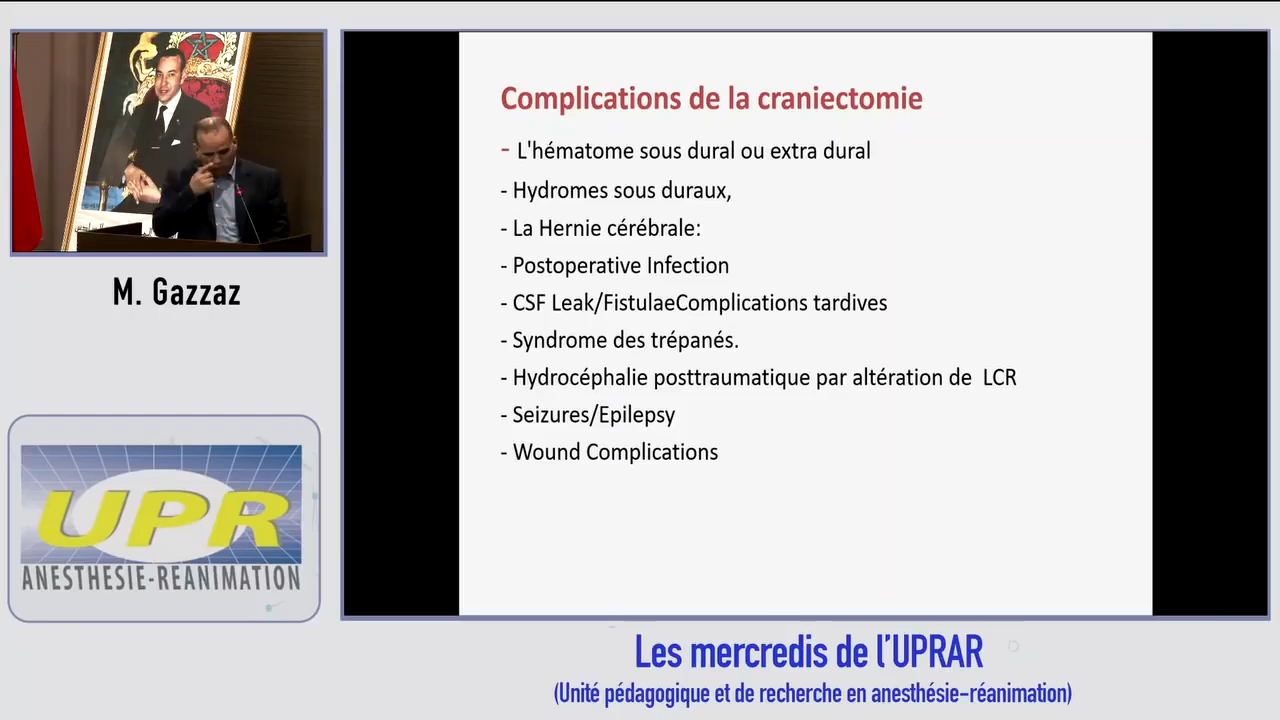 M. Gazzaz
UPR
ANESTHESIE-REANIMATION
Complications de la craniectomie
- L'hématome sous dural ou extra dural
- Hydromes sous duraux,
- La Hernie cérébrale:
- Postoperative Infection
- CSF Leak/FistulaeComplications tardives
- Syndrome des trépanés.
- Hydrocéphalie posttraumatique par altération de LCR
- Seizures/Epilepsy
- Wound Complications
Les mercredis de l'UPRAR
(Unité pédagogique et de recherche en anesthésie-réanimation)